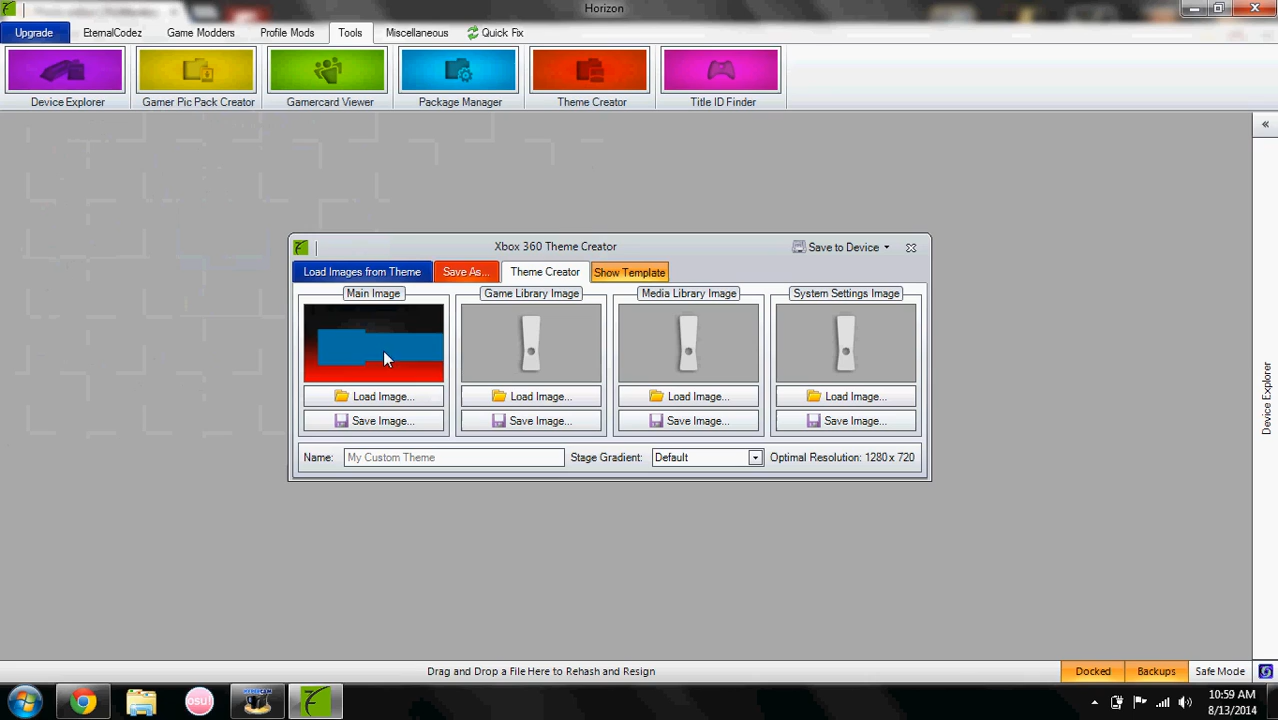 Horizon
Upgrade EternalCodez Game Modders Profile Mods Tools Miscellaneous Quick Fix
Device Explorer Gamer Pic Pack Creator Gamercard Viewer Package Manager Theme Creator Title ID Finder
Xbox 360 Theme Creator Save to Device
Load Images from Theme Save As... Theme Creator Show Template
Main Image Game Library Image Media Library Image System Settings Image
Load Image... Load Image... Load Image... Load Image...
Save Image... Save Image... Save Image... Save Image...
Name: My Custom Theme Stage Gradient: Default Optimal Resolution: 1280 x 720
Device Explorer
Drag and Drop a File Here to Rehash and Resign Docked Backups Safe Mode
osu!
HYPERCAM
10:59 AM
8/13/2014